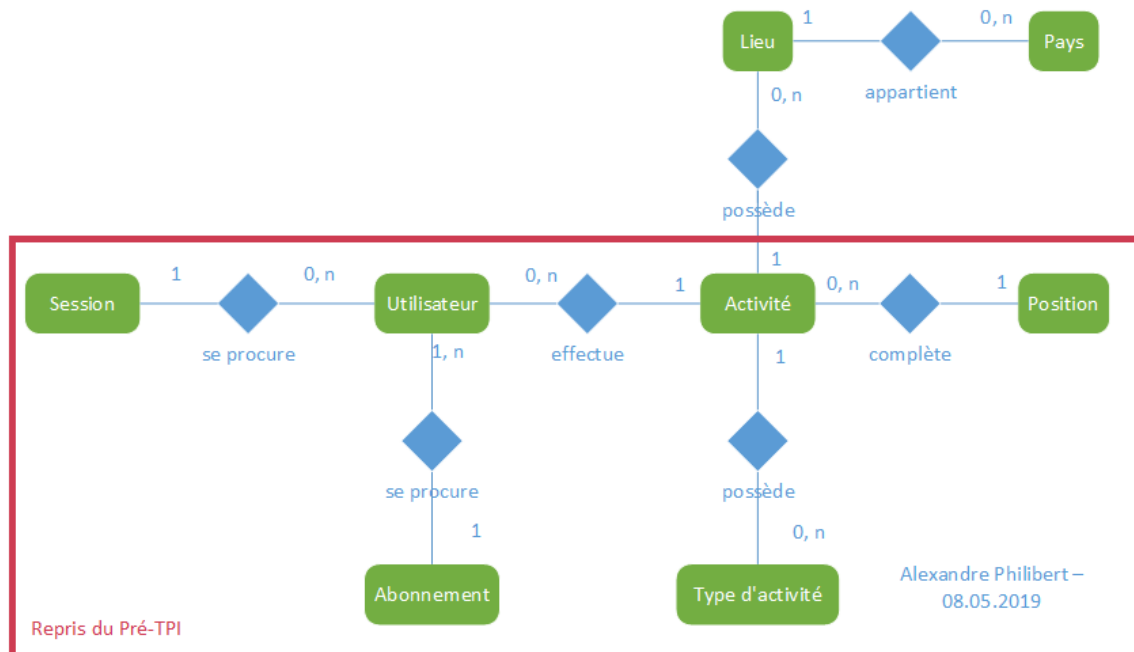 Lieu
1
0, n
Pays
appartient
0, n
possède
1
Session
1
0, n
Utilisateur
0, n
1
Activité
0, n
1
Position
se procure
1, n
effectue
1
complète
se procure
possède
1
0, n
Abonnement
Type d'activité
Alexandre Philibert –
08.05.2019
Repris du Pré-TPI